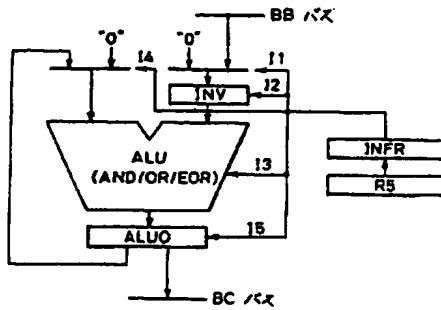 BB バズ
"0"
I4
"0"
I1
INV
I2
ALU
(AND/OR/EOR)
I3
INFR
R5
ALUO
I5
BC バス